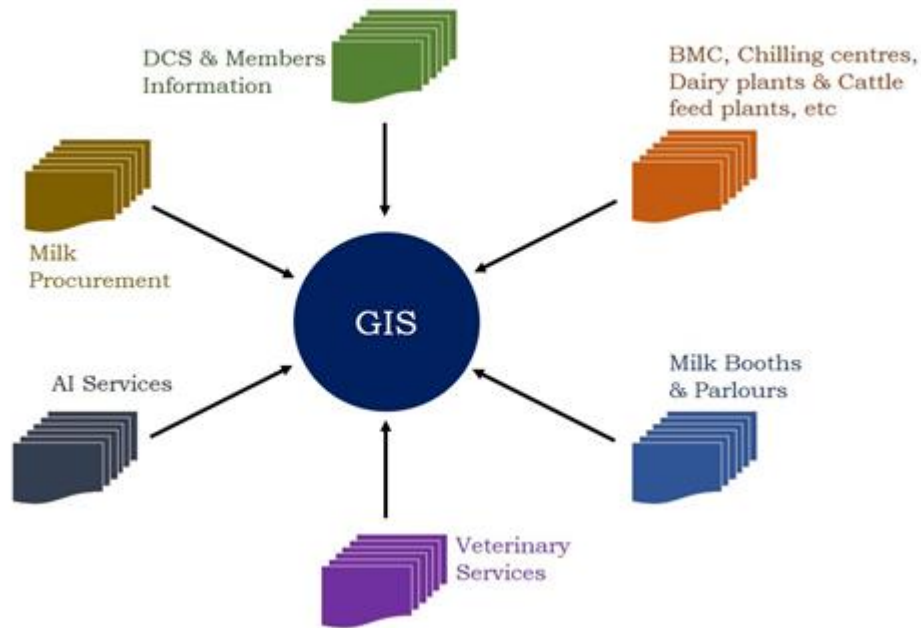 DCS & Members
Information
BMC, Chilling centres,
Dairy plants & Cattle
feed plants, etc
Milk
Procurement
GIS
AI Services
Milk Booths
& Parlours
Veterinary
Services